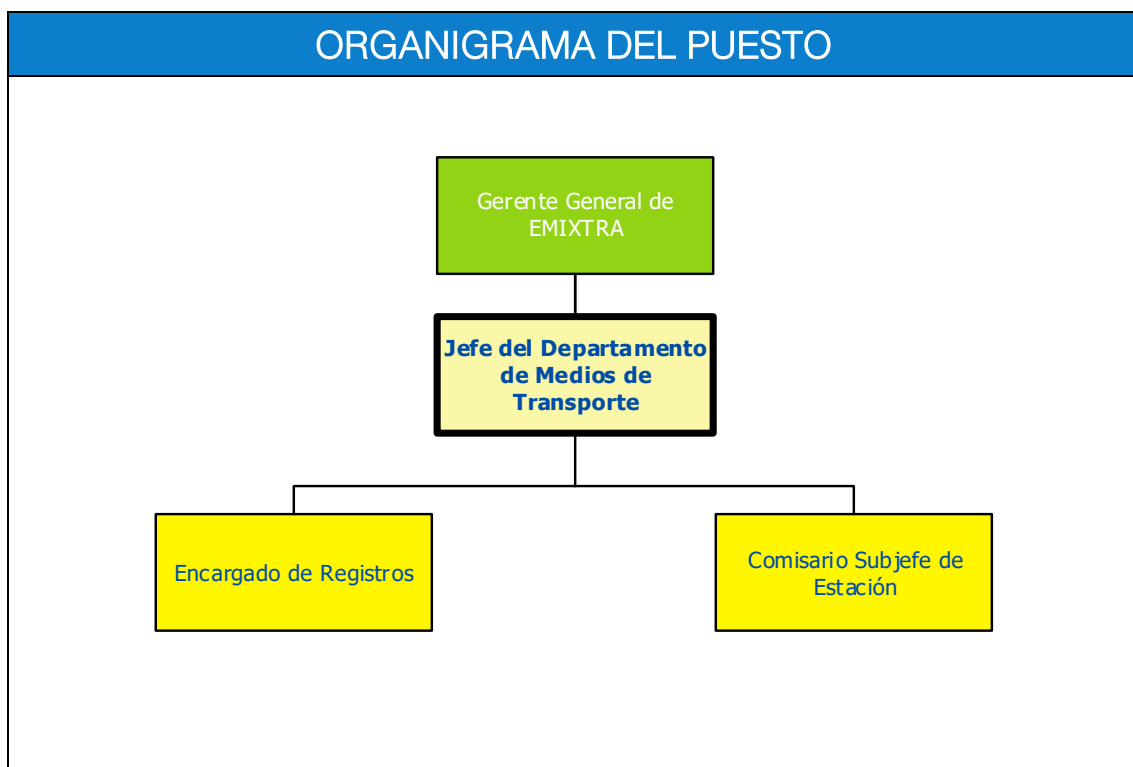 ORGANIGRAMA DEL PUESTO
Gerente General de
EMIXTRA
Jefe del Departamento
de Medios de
Transporte
Encargado de Registros
Comisario Subjefe de
Estación